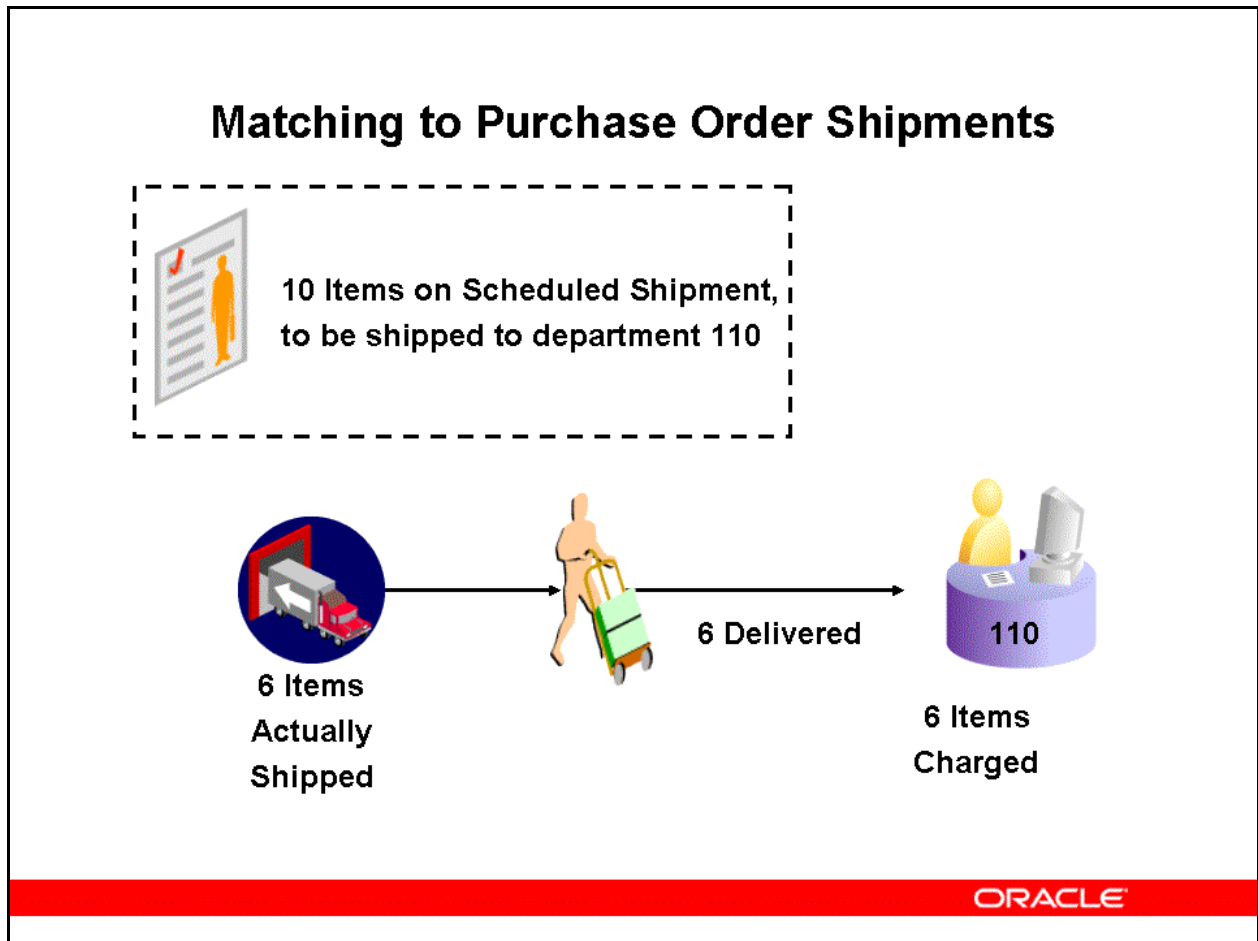 Matching to Purchase Order Shipments
10 Items on Scheduled Shipment,
to be shipped to department 110
6 Delivered
110
6 Items
Actually
Shipped
6 Items
Charged
ORACLE